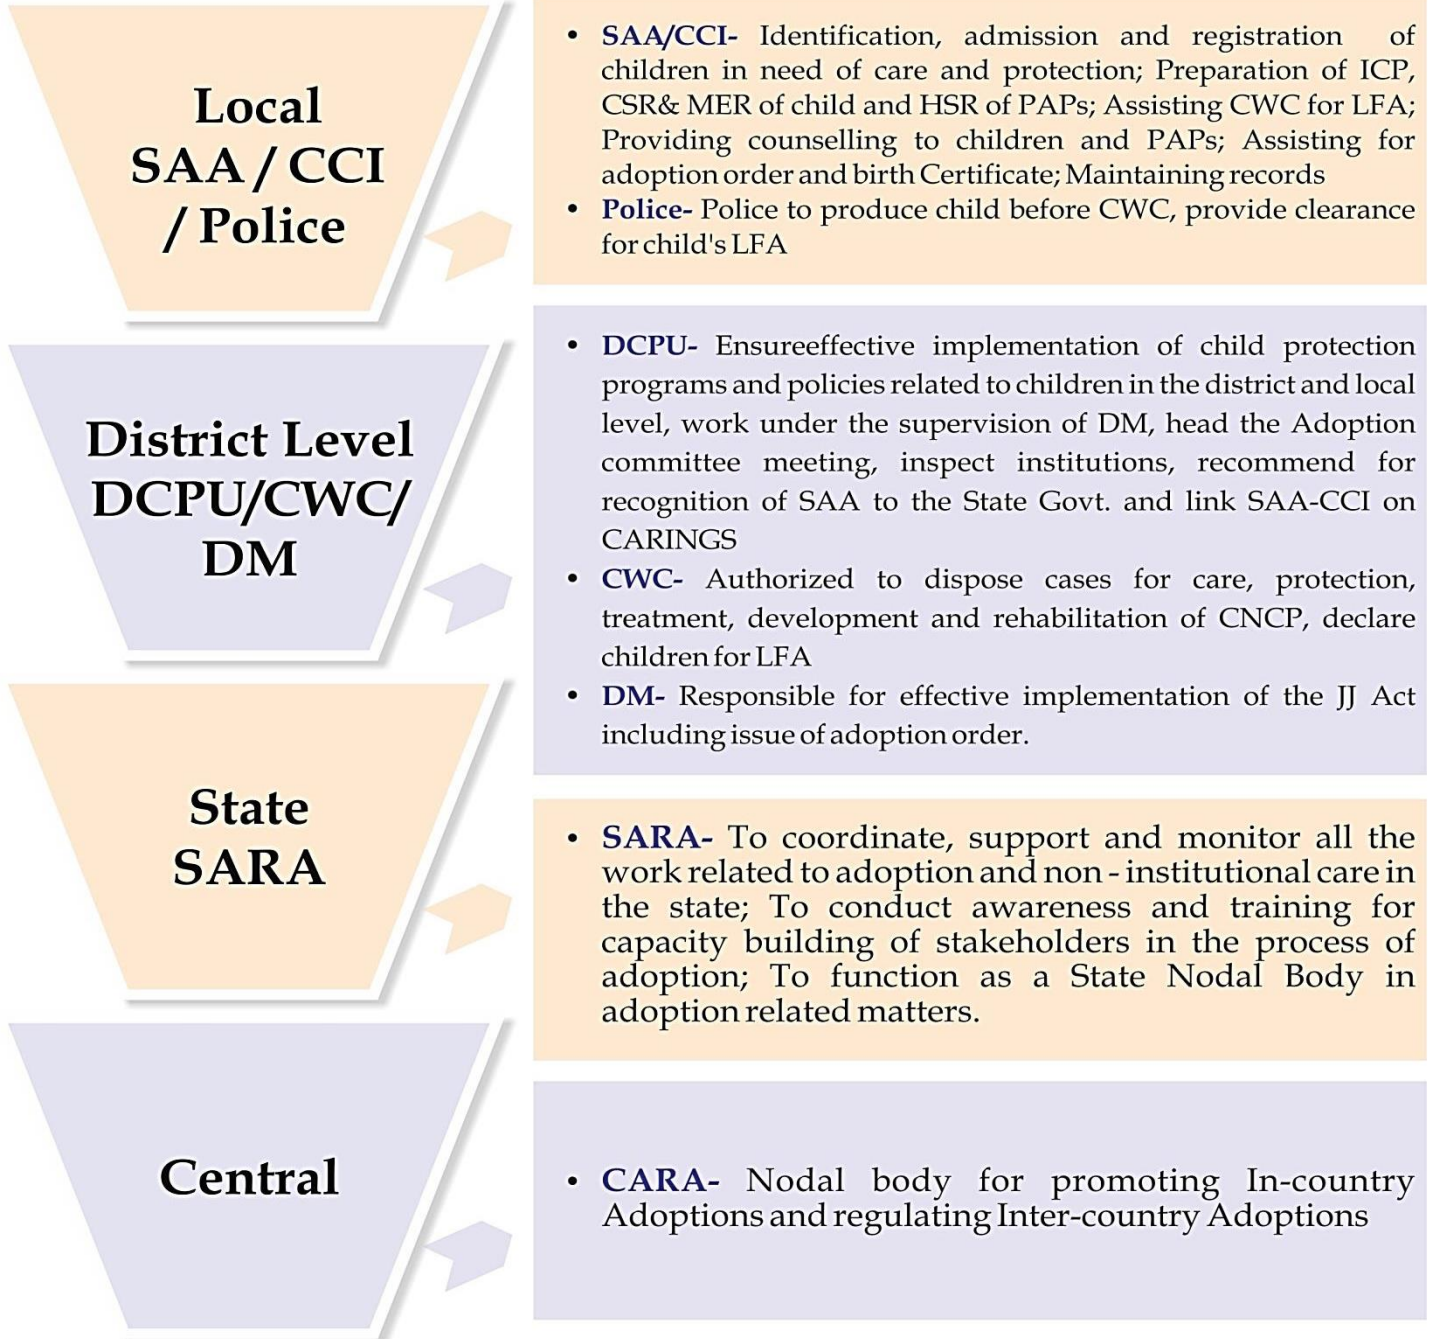 Local
SAA / CCI
/ Police
• SAA/CCI- Identification, admission and registration of
children in need of care and protection; Preparation of ICP,
CSR& MER of child and HSR of PAPs; Assisting CWC for LFA;
Providing counselling to children and PAPs; Assisting for
adoption order and birth Certificate; Maintaining records
• Police- Police to produce child before CWC, provide clearance
for child's LFA
District Level
DCPU/CWC/
DM
• DCPU- Ensureeffective implementation of child protection
programs and policies related to children in the district and local
level, work under the supervision of DM, head the Adoption
committee meeting, inspect institutions, recommend for
recognition of SAA to the State Govt. and link SAA-CCI on
CARINGS
• CWC- Authorized to dispose cases for care, protection,
treatment, development and rehabilitation of CNCP, declare
children for LFA
• DM- Responsible for effective implementation of the JJ Act
including issue of adoption order.
State
SARA
• SARA- To coordinate, support and monitor all the
work related to adoption and non - institutional care in
the state; To conduct awareness and training for
capacity building of stakeholders in the process of
adoption; To function as a State Nodal Body in
adoption related matters.
Central
• CARA- Nodal body for promoting In-country
Adoptions and regulating Inter-country Adoptions